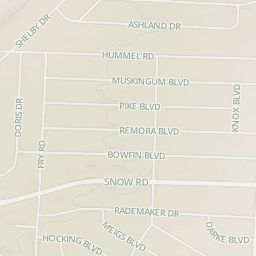 ASHLAND DR
SHELBY DR
HUMMEL RD
MUSKINGUM BLVD
KNOX BLVD
PIKE BLVD
DORIS DR
REMORA BLVD
FRY RD
BOWFIN BLVD
SNOW RD
RADEMAKER DR
MEIGS BLVD
DARKE BLVD
HOCKING BLVD